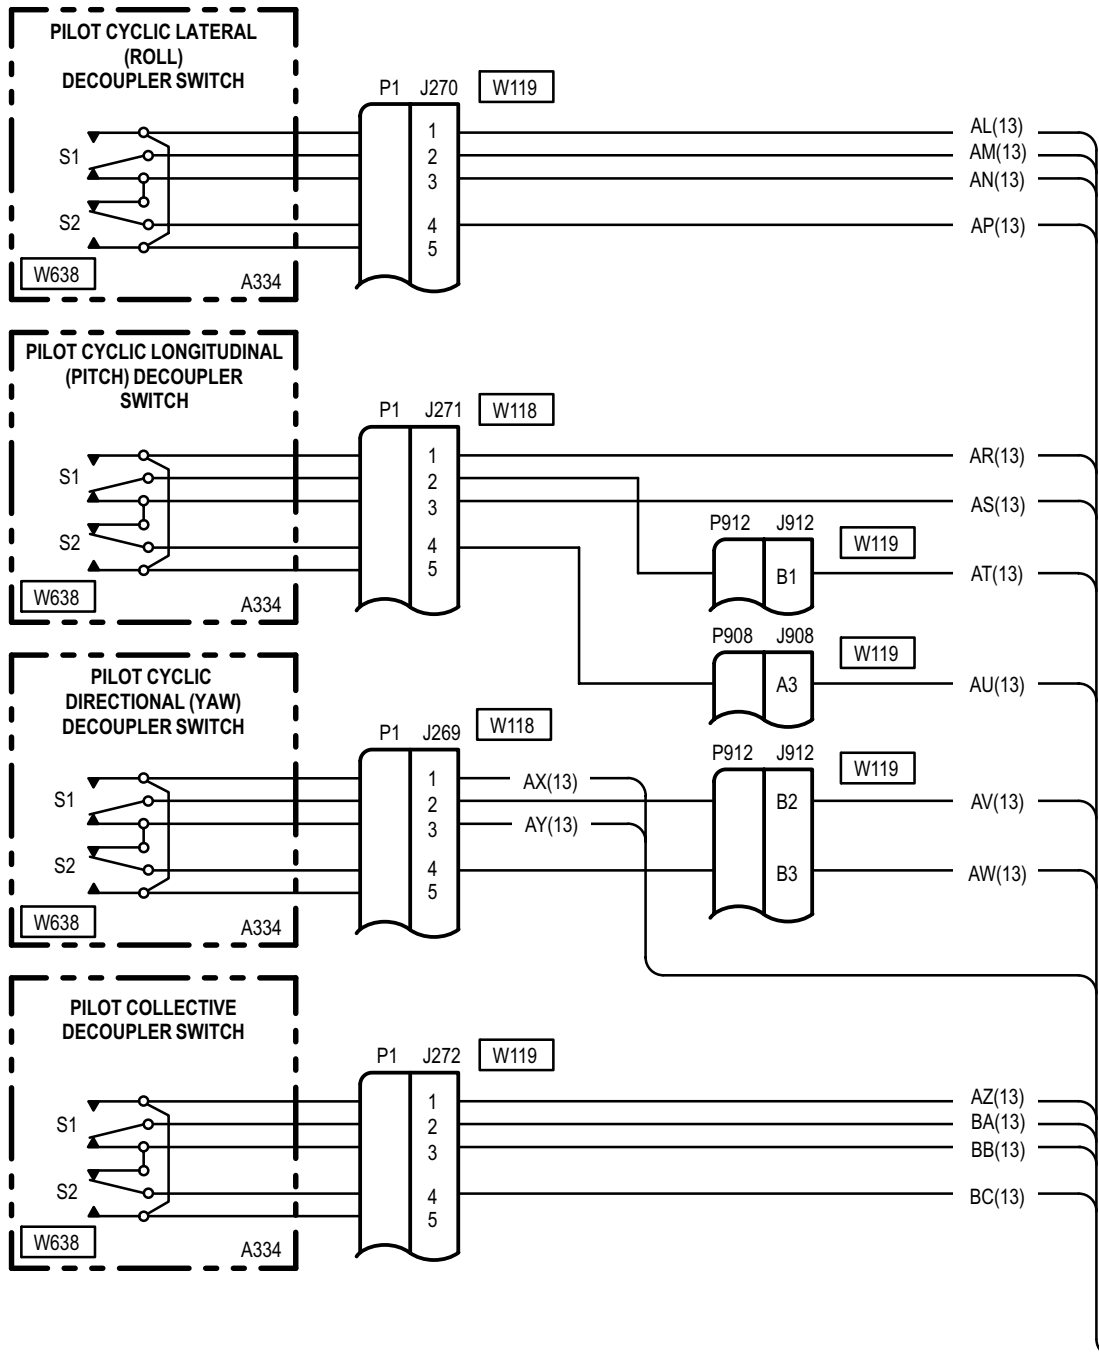 PILOT CYCLIC LATERAL
(ROLL)
DECOUPLER SWITCH
S1
S2
W638
A334
P1 J270 W119
1
2
3
4
5
AL(13)
AM(13)
AN(13)
AP(13)
PILOT CYCLIC LONGITUDINAL
(PITCH) DECOUPLER
SWITCH
S1
S2
W638
A334
P1 J271 W118
1
2
3
4
5
AR(13)
AS(13)
P912 J912 W119
B1
AT(13)
P908 J908 W119
A3
AU(13)
PILOT CYCLIC
DIRECTIONAL (YAW)
DECOUPLER SWITCH
S1
S2
W638
A334
P1 J269 W118
1
2
3
4
5
AX(13)
AY(13)
P912 J912 W119
B2
B3
AV(13)
AW(13)
PILOT COLLECTIVE
DECOUPLER SWITCH
S1
S2
W638
A334
P1 J272 W119
1
2
3
4
5
AZ(13)
BA(13)
BB(13)
BC(13)